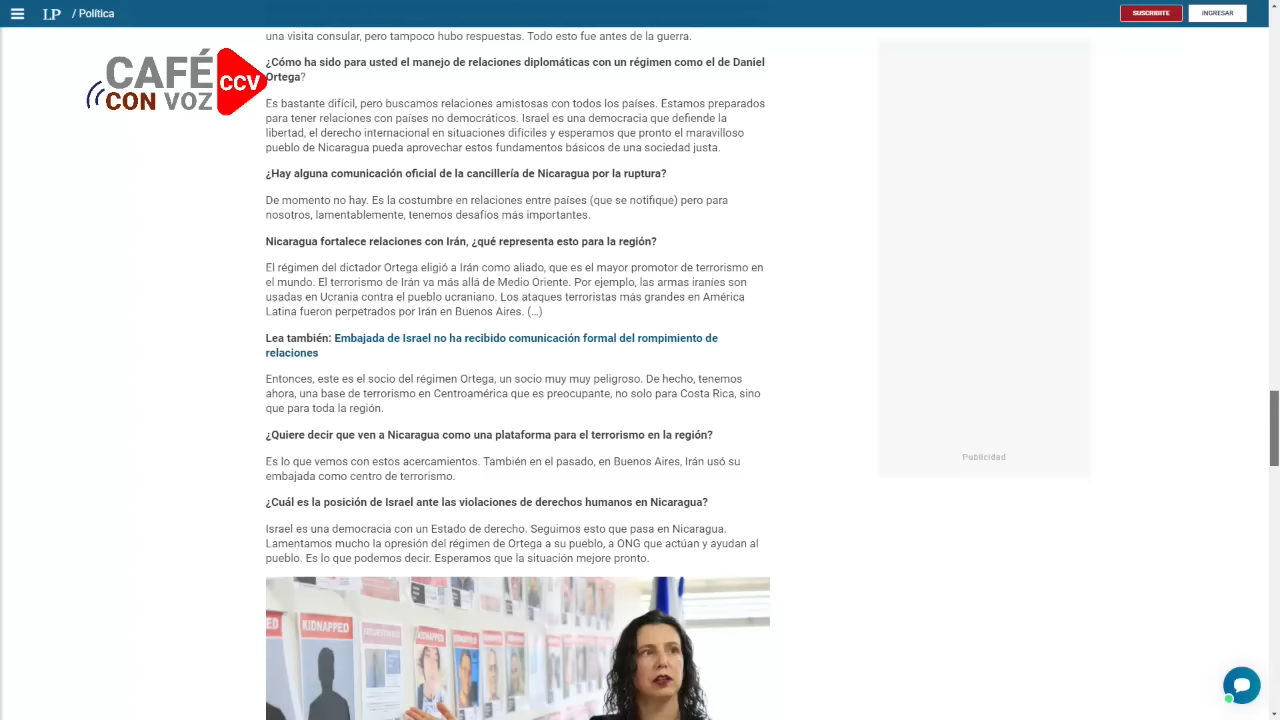 LP / Política
SUSCRIBITE
INGRESAR
una visita consular, pero tampoco hubo respuestas. Todo esto fue antes de la guerra.
CAFÉ
CON VOZ
CCV
¿Cómo ha sido para usted el manejo de relaciones diplomáticas con un régimen como el de Daniel
Ortega?
Es bastante difícil, pero buscamos relaciones amistosas con todos los países. Estamos preparados
para tener relaciones con países no democráticos. Israel es una democracia que defiende la
libertad, el derecho internacional en situaciones difíciles y esperamos que pronto el maravilloso
pueblo de Nicaragua pueda aprovechar estos fundamentos básicos de una sociedad justa.
¿Hay alguna comunicación oficial de la cancillería de Nicaragua por la ruptura?
De momento no hay. Es la costumbre en relaciones entre países (que se notifique) pero para
nosotros, lamentablemente, tenemos desafíos más importantes.
Nicaragua fortalece relaciones con Irán, ¿qué representa esto para la región?
El régimen del dictador Ortega eligió a Irán como aliado, que es el mayor promotor de terrorismo en
el mundo. El terrorismo de Irán va más allá de Medio Oriente. Por ejemplo, las armas iraníes son
usadas en Ucrania contra el pueblo ucraniano. Los ataques terroristas más grandes en América
Latina fueron perpetrados por Irán en Buenos Aires. (…)
Lea también: Embajada de Israel no ha recibido comunicación formal del rompimiento de
relaciones
Entonces, este es el socio del régimen Ortega, un socio muy muy peligroso. De hecho, tenemos
ahora, una base de terrorismo en Centroamérica que es preocupante, no solo para Costa Rica, sino
que para toda la región.
¿Quiere decir que ven a Nicaragua como una plataforma para el terrorismo en la región?
Es lo que vemos con estos acercamientos. También en el pasado, en Buenos Aires, Irán usó su
embajada como centro de terrorismo.
¿Cuál es la posición de Israel ante las violaciones de derechos humanos en Nicaragua?
Israel es una democracia con un Estado de derecho. Seguimos esto que pasa en Nicaragua.
Lamentamos mucho la opresión del régimen de Ortega a su pueblo, a ONG que actúan y ayudan al
pueblo. Es lo que podemos decir. Esperamos que la situación mejore pronto.
Publicidad
KIDNAPPED
KIDNAPPED